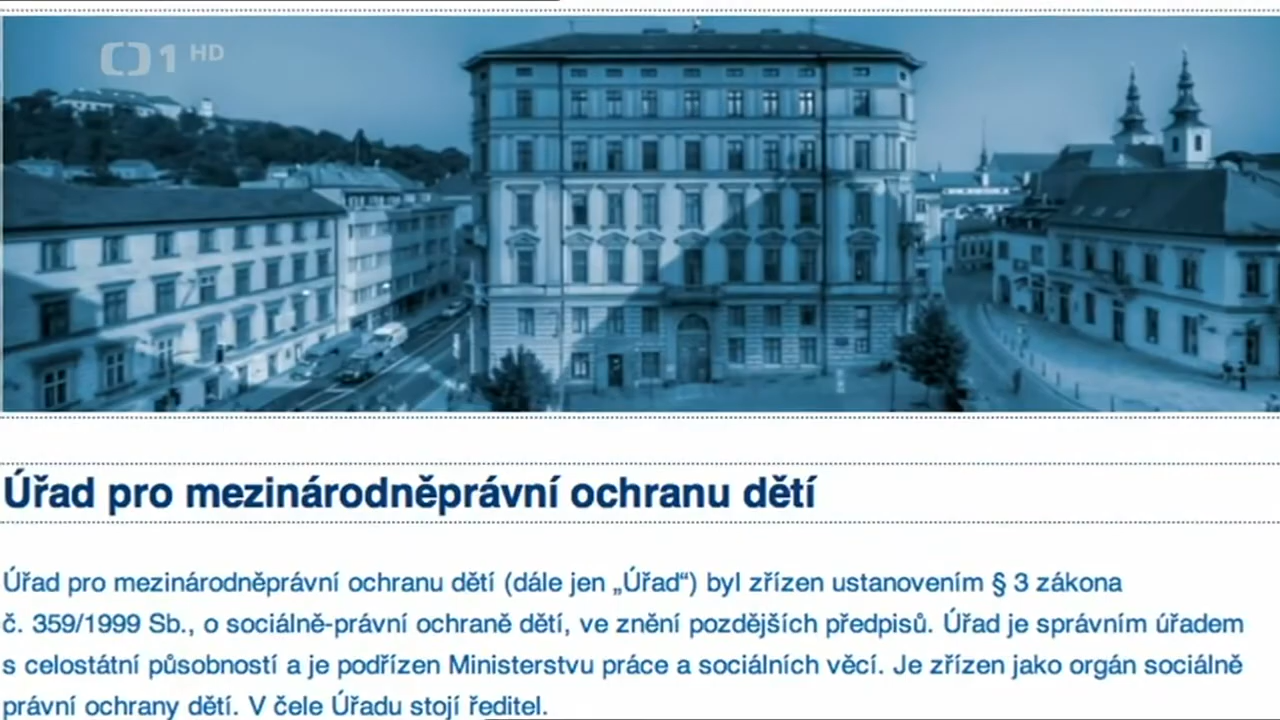 1 HD
Úřad pro mezinárodněprávní ochranu dětí
Úřad pro mezinárodněprávní ochranu dětí (dále jen „Úřad“) byl zřízen ustanovením § 3 zákona
č. 359/1999 Sb., o sociálně-právní ochraně dětí, ve znění pozdějších předpisů. Úřad je správním úřadem
s celostátní působností a je podřízen Ministerstvu práce a sociálních věcí. Je zřízen jako orgán sociálně
právní ochrany dětí. V čele Úřadu stojí ředitel.